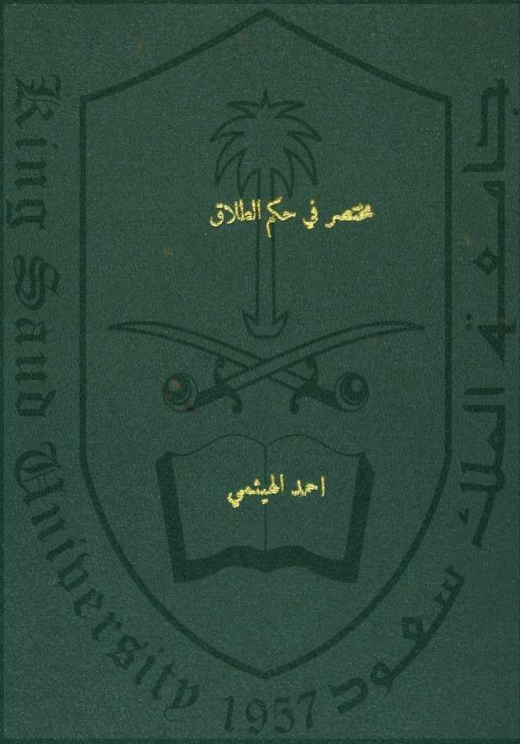 مختصر في حكم الطلاق
احمد الهيثمي
King Saud University 1957
جامعة الملك سعود